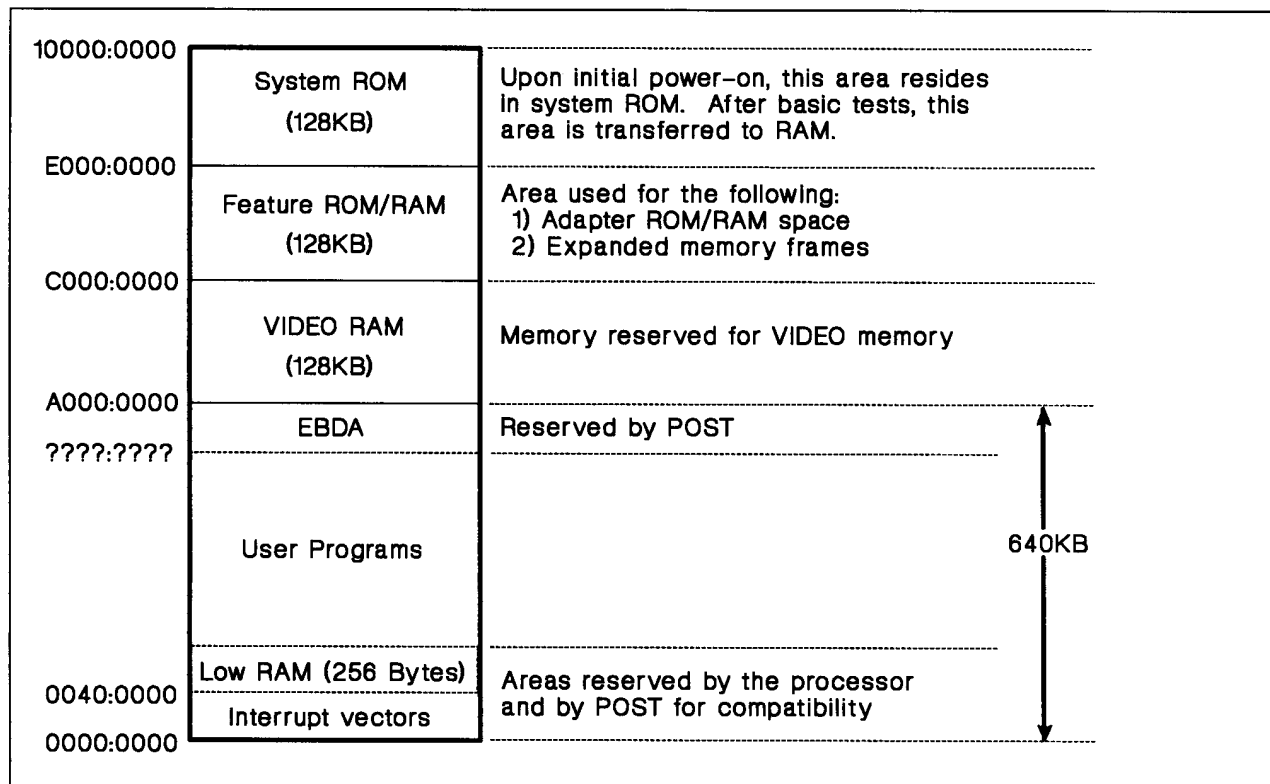 10000:0000
System ROM
(128KB)
Upon initial power-on, this area resides
in system ROM. After basic tests, this
area is transferred to RAM.
E000:0000
Feature ROM/RAM
(128KB)
Area used for the following:
1) Adapter ROM/RAM space
2) Expanded memory frames
C000:0000
VIDEO RAM
(128KB)
Memory reserved for VIDEO memory
A000:0000
EBDA
Reserved by POST
????:????
User Programs
640KB
Low RAM (256 Bytes)
0040:0000
Areas reserved by the processor
and by POST for compatibility
Interrupt vectors
0000:0000